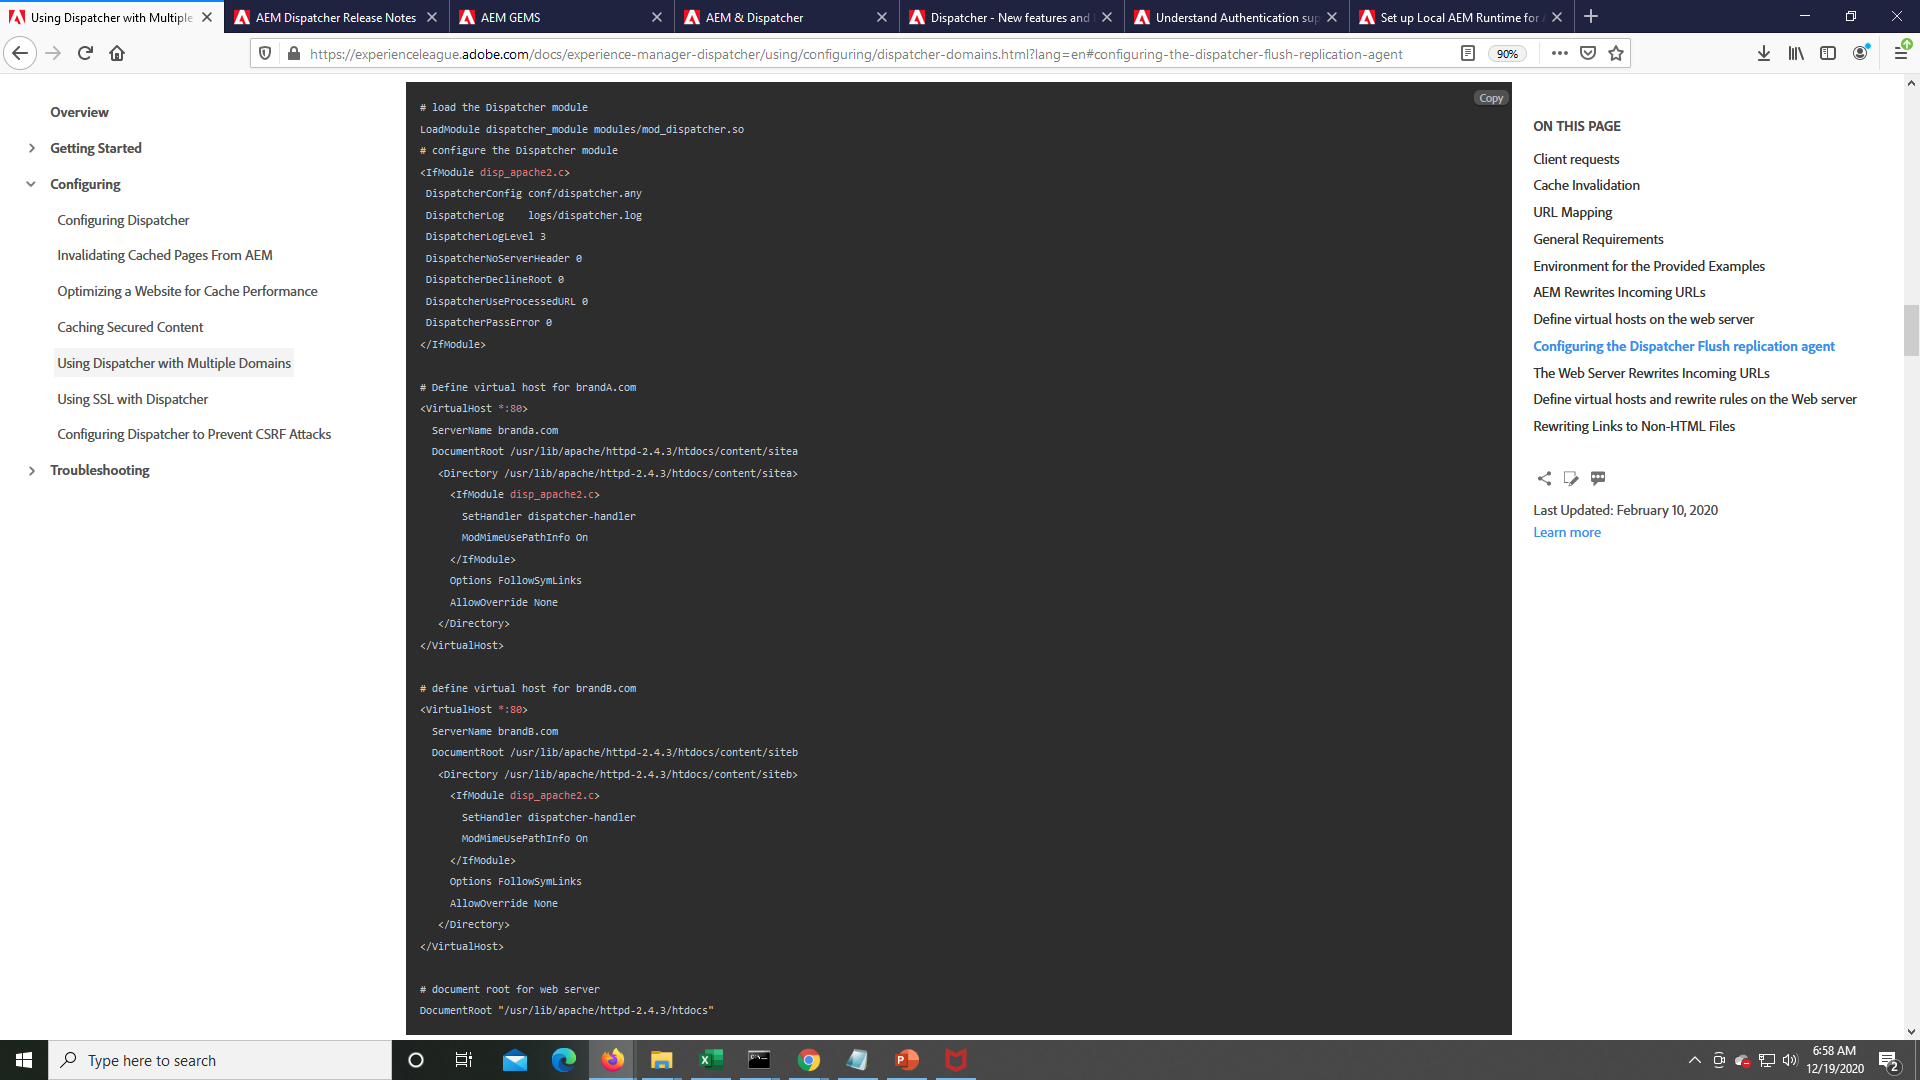 Using Dispatcher with Multiple
AEM Dispatcher Release Notes
AEM GEMS
AEM & Dispatcher
Dispatcher - New features and
Understand Authentication sup
Set up Local AEM Runtime for
https://experienceleague.adobe.com/docs/experience-manager-dispatcher/using/configuring/dispatcher-domains.html?lang=en#configuring-the-dispatcher-flush-replication-agent
90%
Overview
Getting Started
Configuring
Configuring Dispatcher
Invalidating Cached Pages From AEM
Optimizing a Website for Cache Performance
Caching Secured Content
Using Dispatcher with Multiple Domains
Using SSL with Dispatcher
Configuring Dispatcher to Prevent CSRF Attacks
Troubleshooting
Copy
# load the Dispatcher module
LoadModule dispatcher_module modules/mod_dispatcher.so
# configure the Dispatcher module
<IfModule disp_apache2.c>
DispatcherConfig conf/dispatcher.any
DispatcherLog    logs/dispatcher.log
DispatcherLogLevel 3
DispatcherNoServerHeader 0
DispatcherDeclineRoot 0
DispatcherUseProcessedURL 0
DispatcherPassError 0
</IfModule>
# Define virtual host for brandA.com
<VirtualHost *:80>
ServerName branda.com
DocumentRoot /usr/lib/apache/httpd-2.4.3/htdocs/content/sitea
<Directory /usr/lib/apache/httpd-2.4.3/htdocs/content/sitea>
<IfModule disp_apache2.c>
SetHandler dispatcher-handler
ModMimeUsePathInfo On
</IfModule>
Options FollowSymLinks
AllowOverride None
</Directory>
</VirtualHost>
# define virtual host for brandB.com
<VirtualHost *:80>
ServerName brandB.com
DocumentRoot /usr/lib/apache/httpd-2.4.3/htdocs/content/siteb
<Directory /usr/lib/apache/httpd-2.4.3/htdocs/content/siteb>
<IfModule disp_apache2.c>
SetHandler dispatcher-handler
ModMimeUsePathInfo On
</IfModule>
Options FollowSymLinks
AllowOverride None
</Directory>
</VirtualHost>
# document root for web server
DocumentRoot "/usr/lib/apache/httpd-2.4.3/htdocs"
ON THIS PAGE
Client requests
Cache Invalidation
URL Mapping
General Requirements
Environment for the Provided Examples
AEM Rewrites Incoming URLs
Define virtual hosts on the web server
Configuring the Dispatcher Flush replication agent
The Web Server Rewrites Incoming URLs
Define virtual hosts and rewrite rules on the Web server
Rewriting Links to Non-HTML Files
Last Updated: February 10, 2020
Learn more
Type here to search
6:58 AM
12/19/2020
2